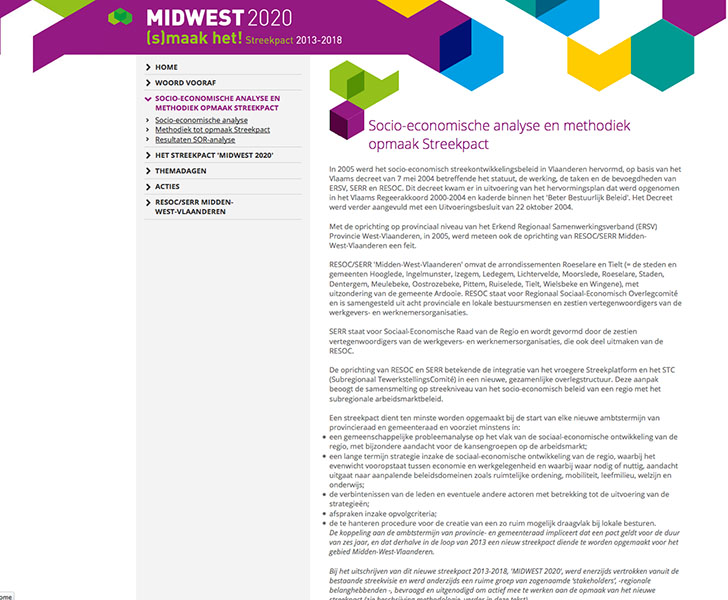 MIDWEST 2020
(s)maak het! Streekpact 2013-2018
HOME
WOORD VOORAF
SOCIO-ECONOMISCHE ANALYSE EN
METHODIEK OPMAAK STREEKPACT
Socio-economische analyse
Methodiek tot opmaak Streekpact
Resultaten SOR-analyse
HET STREEKPACT 'MIDWEST 2020'
THEMADAGEN
ACTIES
RESOC/SERR MIDDEN-
WEST-VLAANDEREN
Socio-economische analyse en methodiek
opmaak Streekpact
In 2005 werd het socio-economisch streekontwikkelingsbeleid in Vlaanderen hervormd, op basis van het
Vlaams decreet van 7 mei 2004 betreffende het statuut, de werking, de taken en de bevoegdheden van
ERSV, SERR en RESOC. Dit decreet kwam er in uitvoering van het hervormingsplan dat werd opgenomen
in het Vlaams Regeerakkoord 2000-2004 en kaderde binnen het 'Beter Bestuurlijk Beleid'. Het Decreet
werd verder aangevuld met een Uitvoeringsbesluit van 22 oktober 2004.
Met de oprichting op provinciaal niveau van het Erkend Regionaal Samenwerkingsverband (ERSV)
Provincie West-Vlaanderen, in 2005, werd meteen ook de oprichting van RESOC/SERR Midden-
West-Vlaanderen een feit.
RESOC/SERR 'Midden-West-Vlaanderen' omvat de arrondissementen Roeselare en Tielt (= de steden en
gemeenten Hooglede, Ingelmunster, Izegem, Ledegem, Lichtervelde, Moorslede, Roeselare, Staden,
Dentergem, Meulebeke, Oostrozebeke, Pittem, Ruiselede, Tielt, Wielsbeke en Wingene), met
uitzondering van de gemeente Ardooie. RESOC staat voor Regionaal Sociaal-Economisch Overlegcomité
en is samengesteld uit acht provinciale en lokale bestuursmensen en zestien vertegenwoordigers van de
werkgevers- en werknemersorganisaties.
SERR staat voor Sociaal-Economische Raad van de Regio en wordt gevormd door de zestien
vertegenwoordigers van de werkgevers- en werknemersorganisaties, die ook deel uitmaken van de
RESOC.
De oprichting van RESOC en SERR betekende de integratie van het vroegere Streekplatform en het STC
(Subregionaal TewerkstellingsComité) in een nieuwe, gezamenlijke overlegstructuur. Deze aanpak
beoogt de samensmelting op streekniveau van het socio-economisch beleid van een regio met het
subregionale arbeidsmarktbeleid.
Een streekpact dient ten minste worden opgemaakt bij de start van elke nieuwe ambtstermijn van
provincieraad en gemeenteraad en voorziet minstens in:
een gemeenschappelijke probleemanalyse op het vlak van de sociaal-economische ontwikkeling van de
regio, met bijzondere aandacht voor de kansengroepen op de arbeidsmarkt;
een lange termijn strategie inzake de sociaal-economische ontwikkeling van de regio, waarbij het
evenwicht vooropstaat tussen economie en werkgelegenheid en waarbij waar nodig of nuttig, aandacht
uitgaat naar aanpalende beleidsdomeinen zoals ruimtelijke ordening, mobiliteit, leefmilieu, welzijn en
onderwijs;
de verbintenissen van de leden en eventuele andere actoren met betrekking tot de uitvoering van de
strategieën;
afspraken inzake opvolgcriteria;
de te hanteren procedure voor de creatie van een zo ruim mogelijk draagvlak bij lokale besturen.
De koppeling aan de ambtstermijn van provincie- en gemeenteraad impliceert dat een pact geldt voor de duur
van zes jaar, en dat derhalve in de loop van 2013 een nieuw streekpact diende te worden opgemaakt voor het
gebied Midden-West-Vlaanderen.
Bij het uitschrijven van dit nieuwe streekpact 2013-2018, 'MIDWEST 2020', werd enerzijds vertrokken vanuit de
bestaande streekvisie en werd anderzijds een ruime groep van zogenaamde 'stakeholders', -regionale
belanghebbenden -, bevraagd en uitgenodigd om actief mee te werken aan de opmaak van het nieuwe
streekpact (zie beschrijving methodologie, verder in deze tekst).
ome